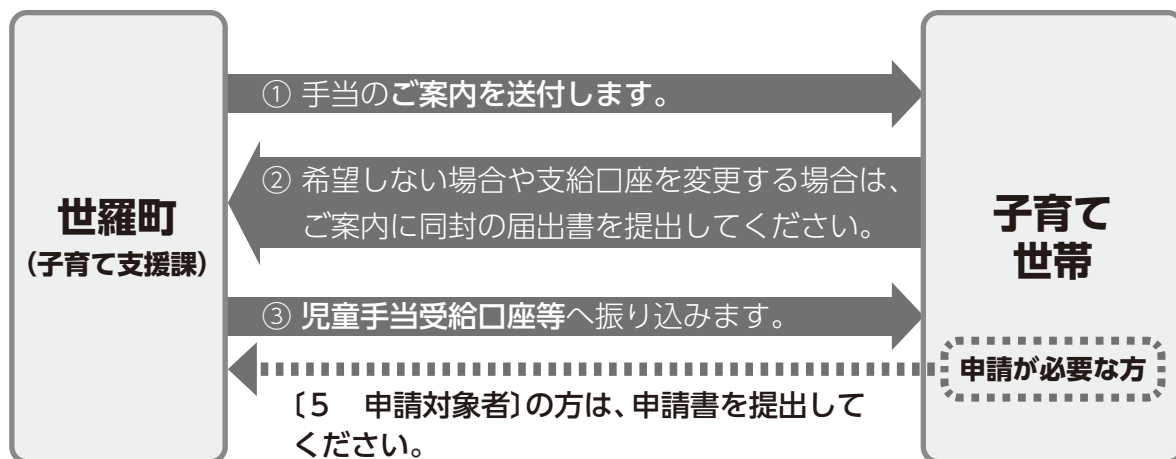 世羅町
(子育て支援課)
① 手当のご案内を送付します。
② 希望しない場合や支給口座を変更する場合は、
ご案内に同封の届出書を提出してください。
③ 児童手当受給口座等へ振り込みます。
〔5　申請対象者〕の方は、申請書を提出して
ください。
子育て
世帯
申請が必要な方